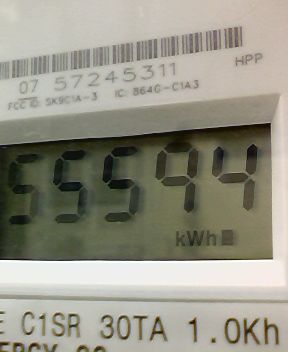 07 57245311
HPP
FCC ID: SK9C1A-3 IC: 864G-C1A3
55594
kWh
E C1SR 30TA 1.0Kh